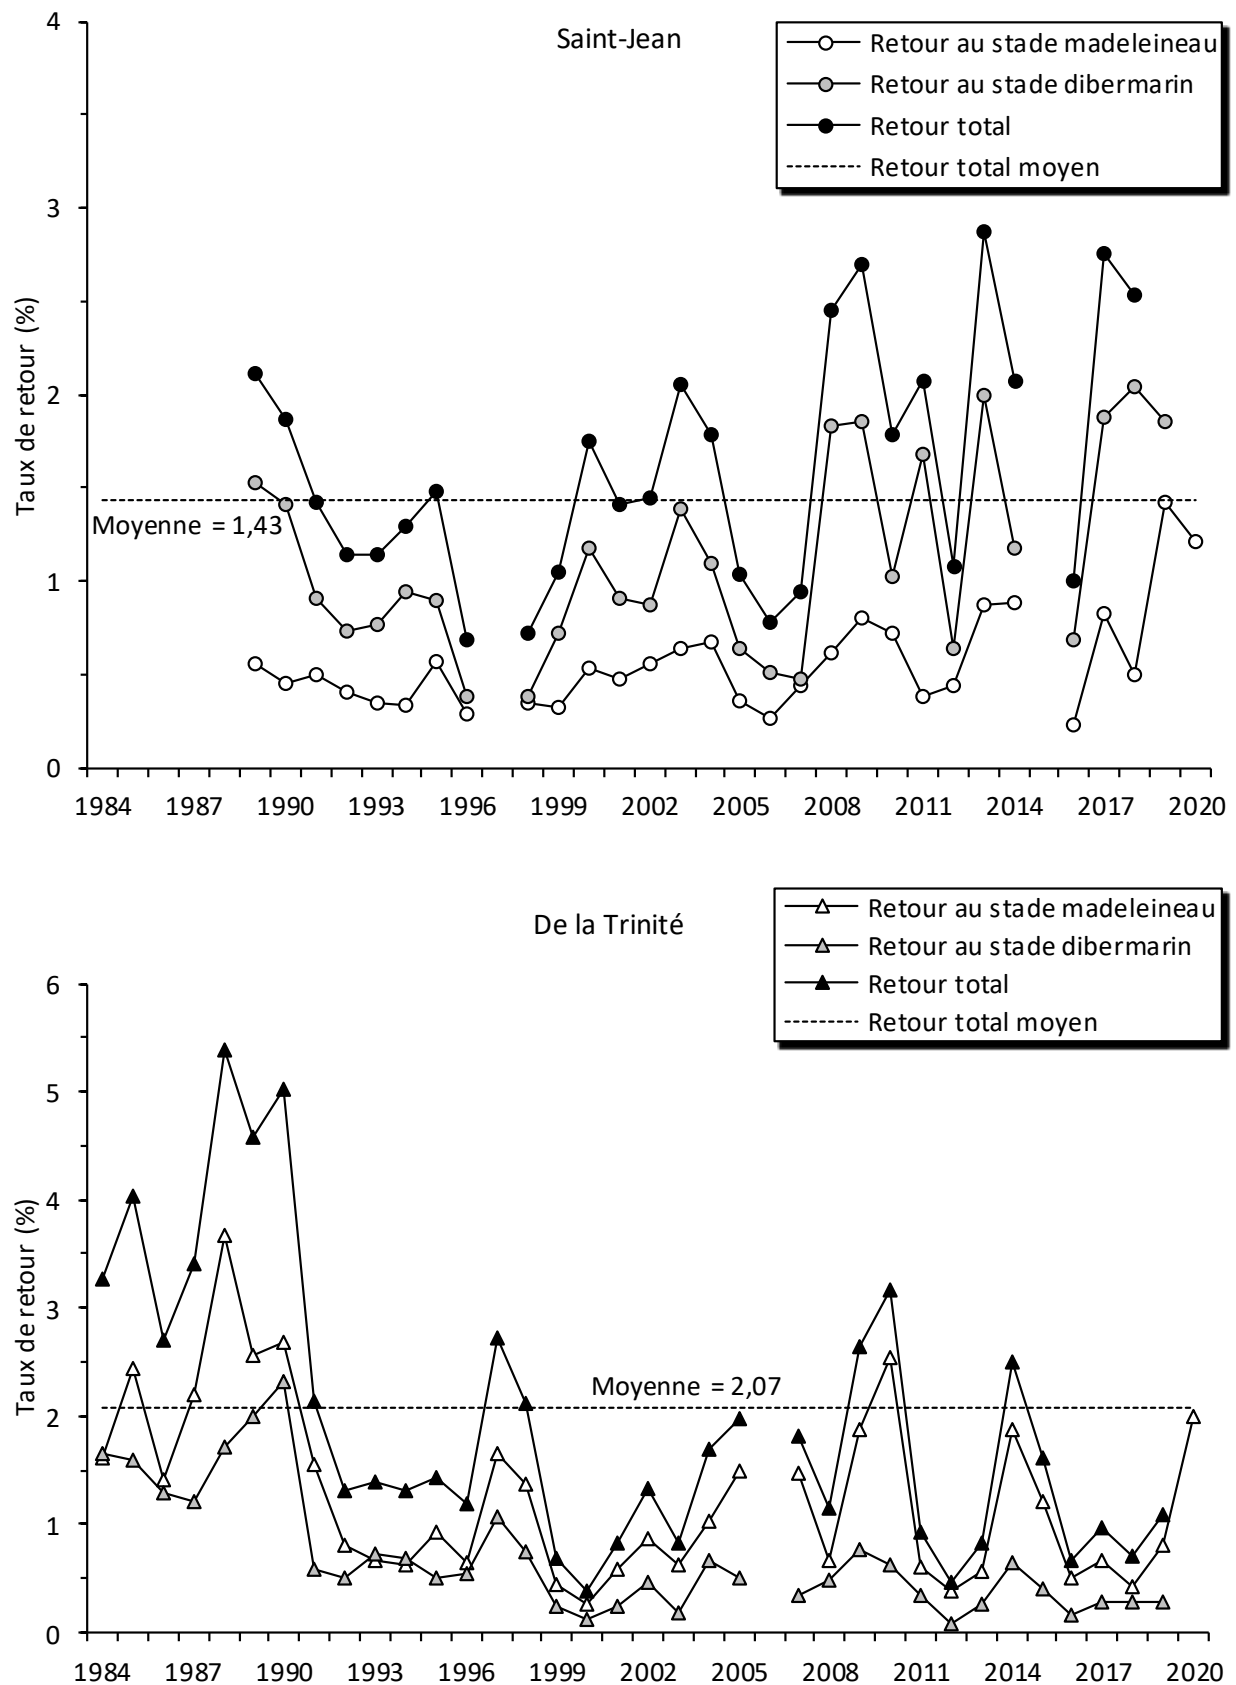 Saint-Jean
Retour au stade madeleineau
Retour au stade dibermarin
Retour total
Retour total moyen
Taux de retour (%)
4
3
2
1
0
Moyenne = 1,43
1984 1987 1990 1993 1996 1999 2002 2005 2008 2011 2014 2017 2020
De la Trinité
Retour au stade madeleineau
Retour au stade dibermarin
Retour total
Retour total moyen
Taux de retour (%)
6
5
4
3
2
1
0
Moyenne = 2,07
1984 1987 1990 1993 1996 1999 2002 2005 2008 2011 2014 2017 2020